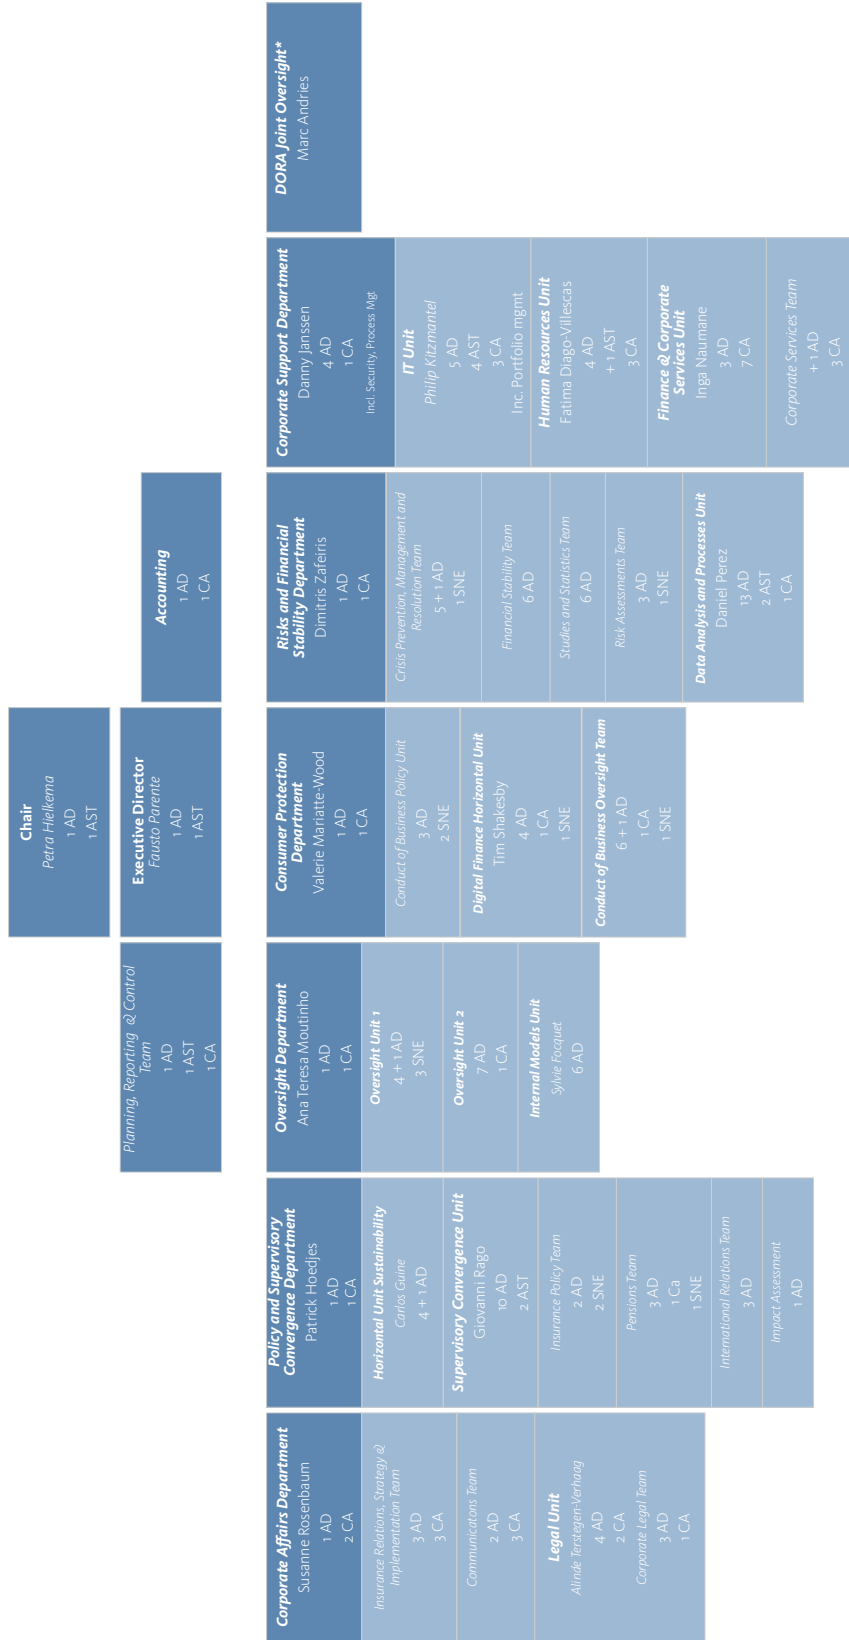 Chair
Petra Hielkema
1 AD
1 AST
Planning, Reporting & Control
Team
1 AD
1 AST
1 CA
Executive Director
Fausto Parente
1 AD
1 AST
Accounting
1 AD
1 CA
Corporate Affairs Department
Susanne Rosenbaum
1 AD
2 CA
Insurance Relations, Strategy &
Implementation Team
3 AD
3 CA
Communicatons Team
2 AD
3 CA
Legal Unit
Alinde Terstegen-Verhaag
4 AD
2 CA
Corporate Legal Team
3 AD
1 CA
Policy and Supervisory
Convergence Department
Patrick Hoedjes
1 AD
1 CA
Horizontal Unit Sustainability
Carlos Guine
4 + 1 AD
Supervisory Convergence Unit
Giovanni Rago
10 AD
2 AST
Insurance Policy Team
2 AD
2 SNE
Pensions Team
3 AD
1 Ca
1 SNE
International Relations Team
3 AD
Impact Assessment
1 AD
Oversight Department
Ana Teresa Moutinho
1 AD
1 CA
Oversight Unit 1
4 + 1 AD
3 SNE
Oversight Unit 2
7 AD
1 CA
Internal Models Unit
Sylvie Focquet
6 AD
Consumer Protection
Department
Valerie Mariatte-Wood
1 AD
1 CA
Conduct of Business Policy Unit
3 AD
2 SNE
Digital Finance Horizontal Unit
Tim Shakesby
4 AD
1 CA
1 SNE
Conduct of Business Oversight Team
6 + 1 AD
1 CA
1 SNE
Risks and Financial
Stability Department
Dimitris Zafeiris
1 AD
1 CA
Crisis Prevention, Management and
Resolution Team
5 + 1 AD
1 SNE
Financial Stability Team
6 AD
Studies and Statistics Team
6 AD
Risk Assessments Team
3 AD
1 SNE
Data Analysis and Processes Unit
Daniel Perez
13 AD
2 AST
1 CA
Corporate Support Department
Danny Janssen
4 AD
1 CA
Incl. Security, Process Mgt
IT Unit
Philip Kitzmantel
5 AD
4 AST
3 CA
Inc. Portfolio mgmt
Human Resources Unit
Fatima Diago-Villescas
4 AD
+ 1 AST
3 CA
Finance & Corporate
Services Unit
Inga Naumane
3 AD
7 CA
Corporate Services Team
+ 1 AD
3 CA
DORA Joint Oversight*
Marc Andries